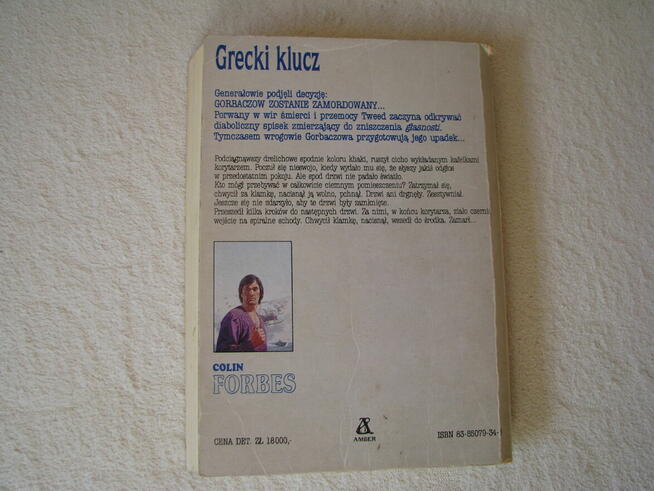 Grecki klucz
Generałowie podjęli decyzję:
GORBACZOW ZOSTANIE ZAMORDOWANY...
Porwany w wir śmierci i przemocy Tweed zaczyna odkrywać
diaboliczny spisek zmierzający do zniszczenia glasnosti.
Tymczasem wrogowie Gorbaczowa przygotowują jego upadek...
Podciągnąwszy drelichowe spodnie koloru khaki, ruszył cicho wykładanym kafelkami
korytarzem. Poczuł się nieswojo, kiedy wydało mu się, że słyszy jakiś odgłos
w przedostatnim pokoju. Ale spod drzwi nie padało światło.
Kto mógł przebywać w całkowicie ciemnym pomieszczeniu? Zatrzymał się,
chwycił za klamkę, nacisnął ją wolno, pchnął. Drzwi ani drgnęły. Zesztywniał.
Jeszcze się nie zdarzyło, aby te drzwi były zamknięte.
Przeszedł kilka kroków do następnych drzwi. Za nimi, w końcu korytarza, ziało czernią
wejście na spiralne schody. Chwycił klamkę, nacisnął, wszedł do środka. Zamarł...
COLIN
FORBES
CENA DET. ZŁ 18000,-
AMBER
ISBN 83-85079-34-